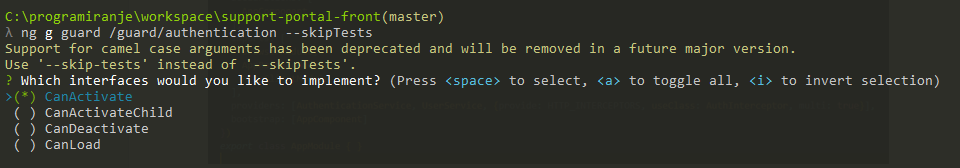 C:\programiranje\workspace\support-portal-front(master)
λ ng g guard /guard/authentication --skipTests
Support for camel case arguments has been deprecated and will be removed in a future major version.
Use '--skip-tests' instead of '--skipTests'.
? Which interfaces would you like to implement? (Press <space> to select, <a> to toggle all, <i> to invert selection)
>(*) CanActivate
( ) CanActivateChild
( ) CanDeactivate
( ) CanLoad